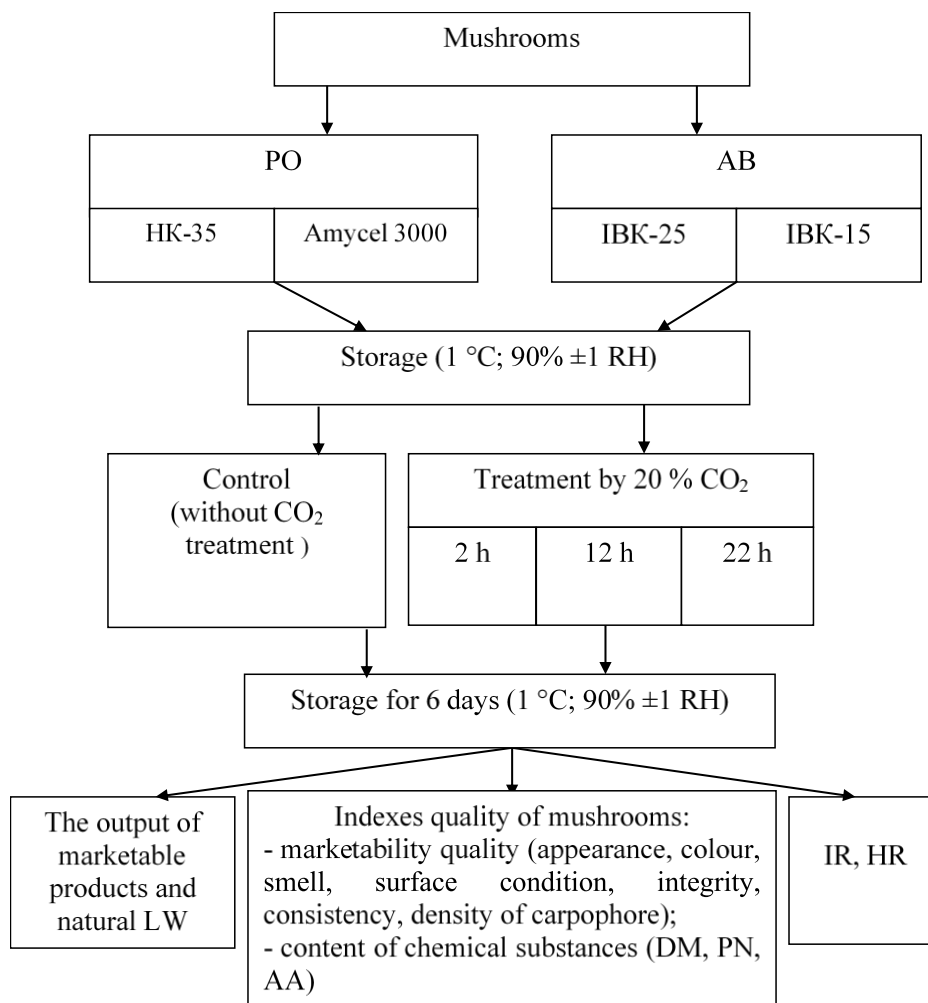 Mushrooms
PO
AB
НК-35
Amycel 3000
IBK-25
IBK-15
Storage (1 °C; 90% ±1 RH)
Control
(without CO₂
treatment )
Treatment by 20 % CO₂
2 h
12 h
22 h
Storage for 6 days (1 °C; 90% ±1 RH)
The output of
marketable
products and
natural LW
Indexes quality of mushrooms:
- marketability quality (appearance, colour,
smell, surface condition, integrity,
consistency, density of carpophore);
- content of chemical substances (DM, PN,
AA)
IR, HR